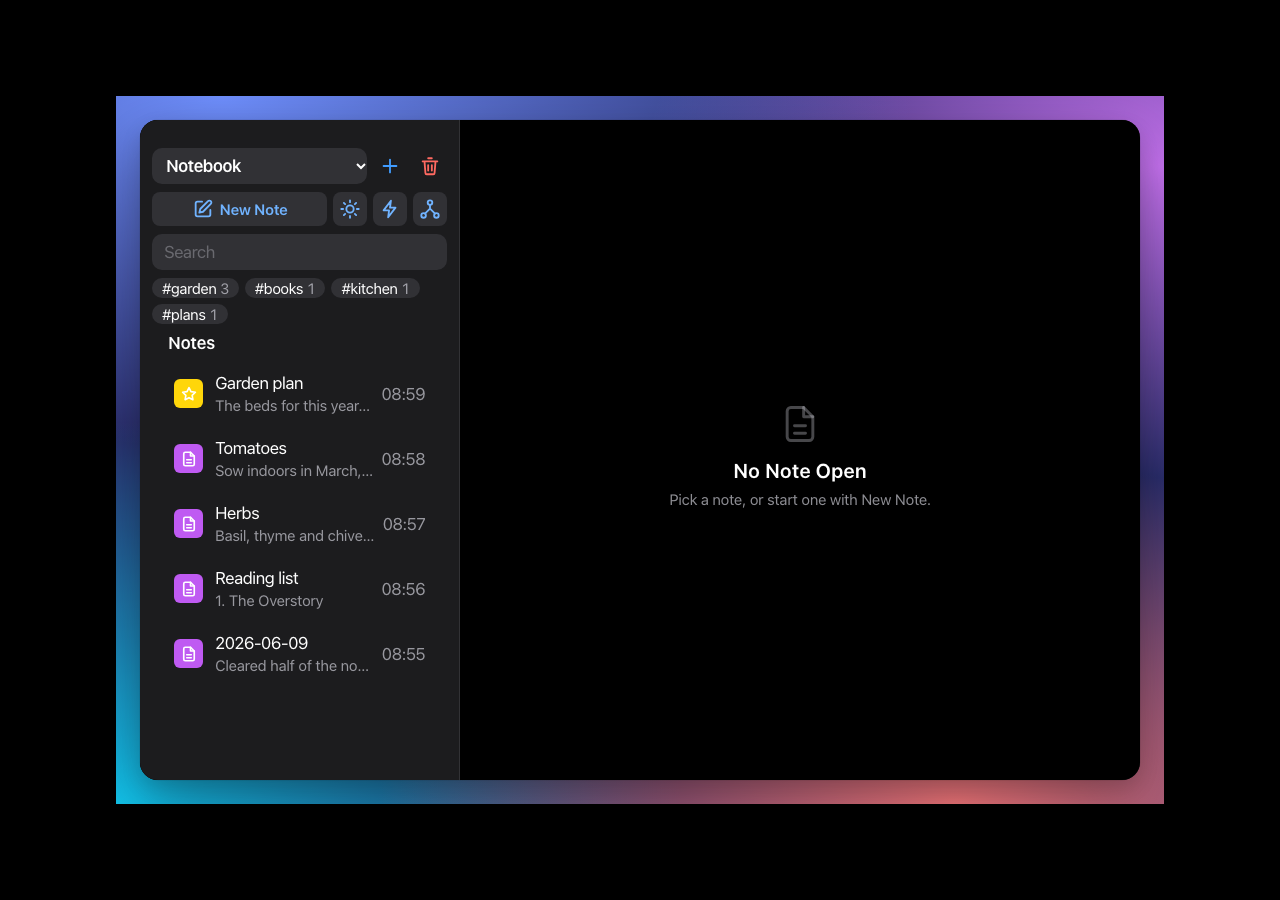 Notebook
New Note
Search
#garden 3 #books 1 #kitchen 1
#plans 1
Notes
Garden plan
The beds for this year...
08:59
Tomatoes
Sow indoors in March,...
08:58
Herbs
Basil, thyme and chive...
08:57
Reading list
1. The Overstory
08:56
2026-06-09
Cleared half of the no...
08:55
No Note Open
Pick a note, or start one with New Note.